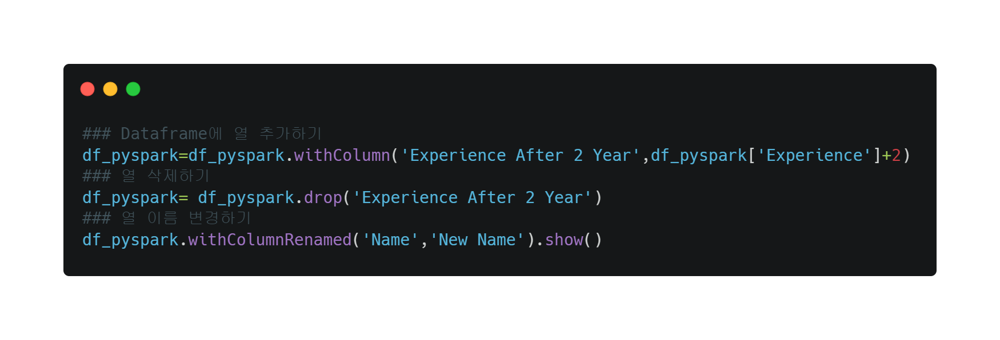 ### Dataframe에 열 추가하기
df_pyspark=df_pyspark.withColumn('Experience After 2 Year',df_pyspark['Experience']+2)
### 열 삭제하기
df_pyspark= df_pyspark.drop('Experience After 2 Year')
### 열 이름 변경하기
df_pyspark.withColumnRenamed('Name','New Name').show()